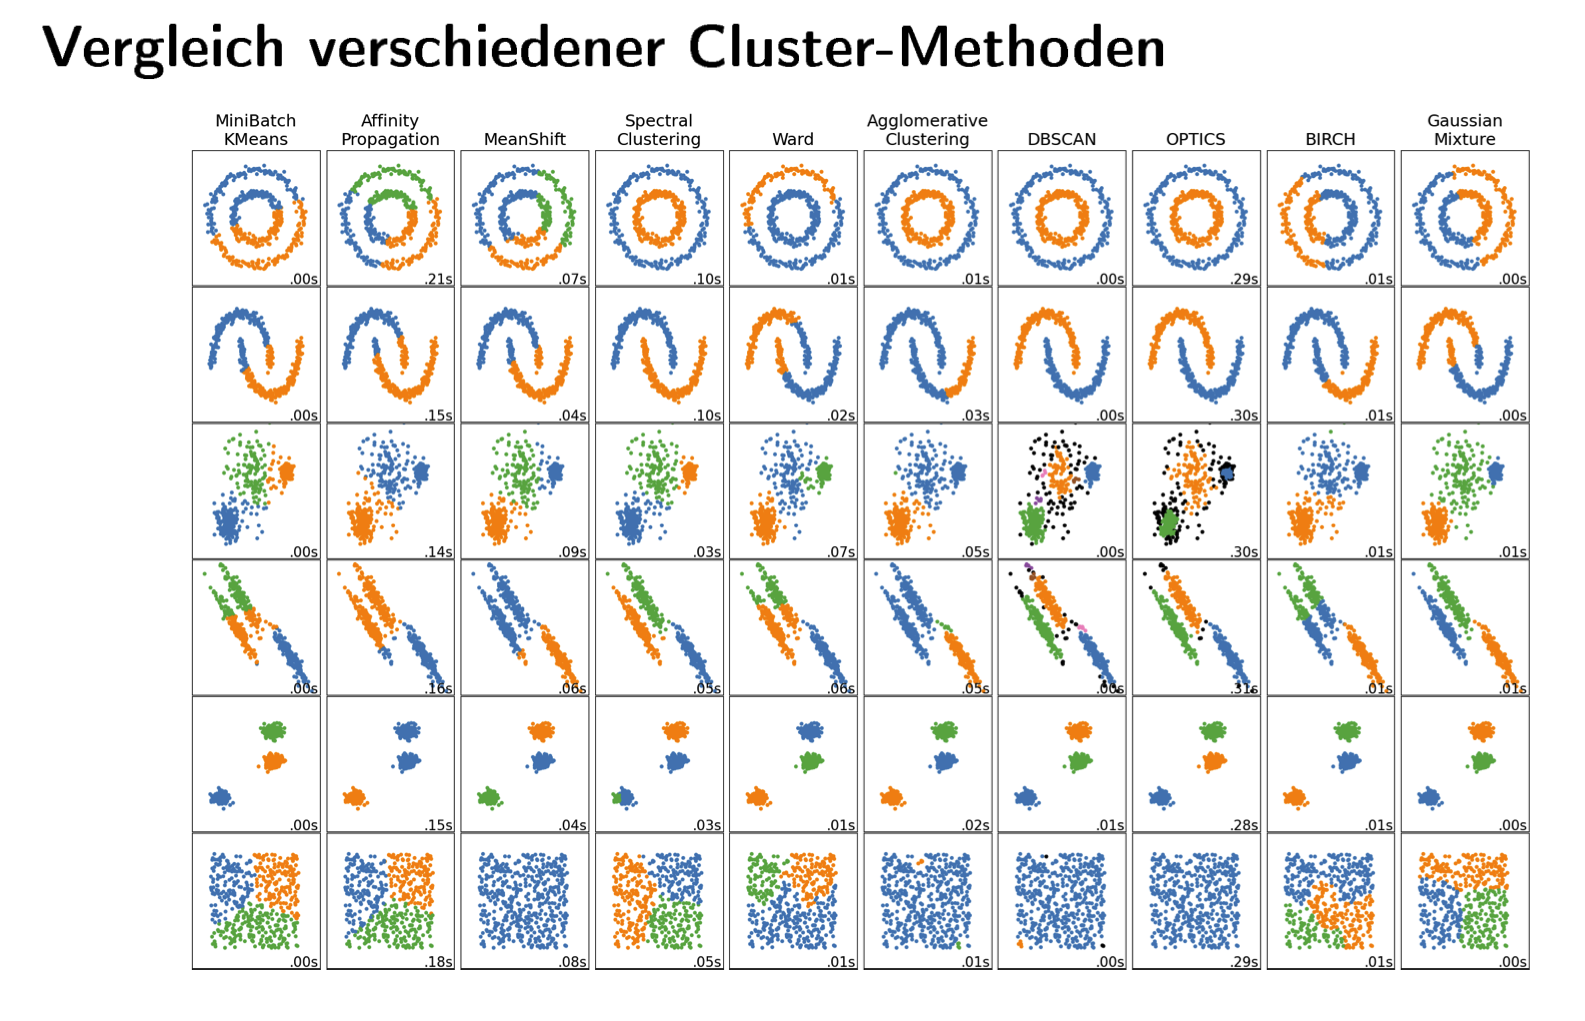 Vergleich verschiedener Cluster-Methoden
MiniBatch
KMeans
Affinity
Propagation
MeanShift
Spectral
Clustering
Ward
Agglomerative
Clustering
DBSCAN
OPTICS
BIRCH
Gaussian
Mixture
.00s .21s .07s .10s .01s .01s .00s .29s .01s .00s
.00s .15s .04s .10s .02s .03s .00s .30s .01s .00s
.00s .14s .09s .03s .07s .05s .00s .30s .01s .01s
.00s .16s .06s .05s .06s .05s .00s .31s .01s .01s
.00s .15s .04s .03s .01s .02s .01s .28s .01s .00s
.00s .18s .08s .05s .01s .01s .00s .29s .01s .00s